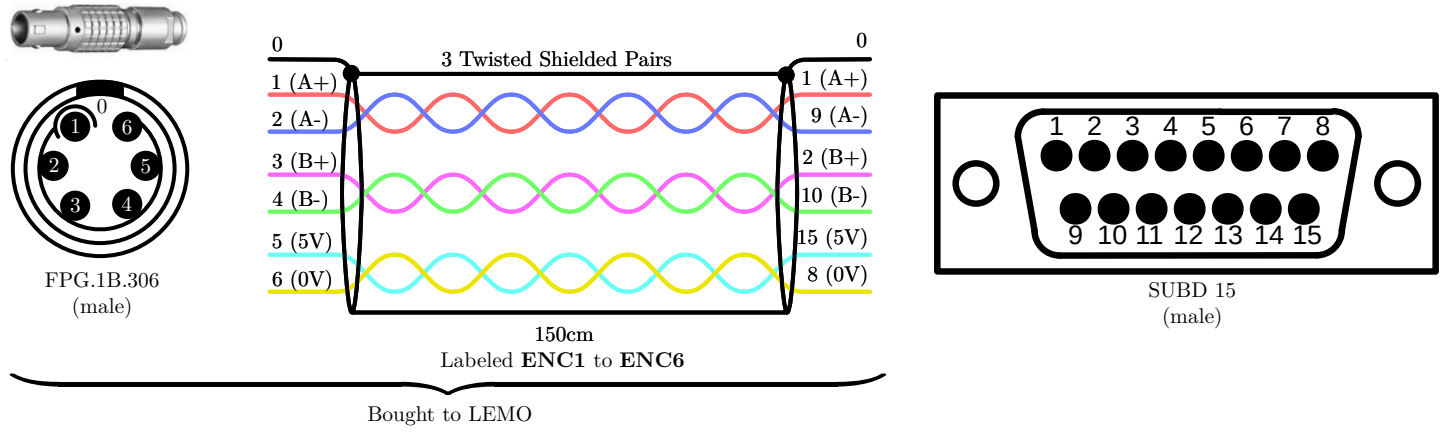 0
1
6
2
5
3
4
FPG.1B.306
(male)
0
3 Twisted Shielded Pairs
0
1 (A+)
1 (A+)
2 (A-)
9 (A-)
3 (B+)
2 (B+)
4 (B-)
10 (B-)
5 (5V)
15 (5V)
6 (0V)
8 (0V)
150cm
Labeled ENC1 to ENC6
Bought to LEMO
1 2 3 4 5 6 7 8
9 10 11 12 13 14 15
SUBD 15
(male)